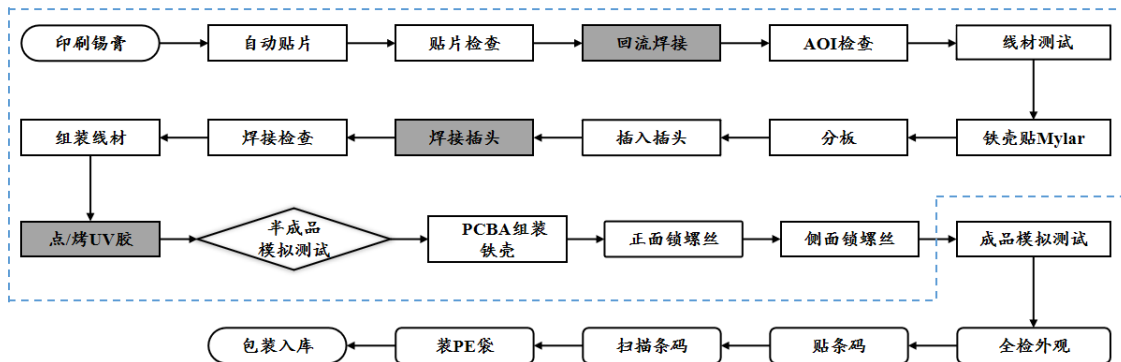 印刷锡膏
自动贴片
贴片检查
回流焊接
AOI检查
线材测试
组装线材
焊接检查
焊接插头
插入插头
分板
铁壳贴Mylar
点/烤UV胶
半成品
模拟测试
PCBA组装
铁壳
正面锁螺丝
侧面锁螺丝
成品模拟测试
包装入库
装PE袋
扫描条码
贴条码
全检外观